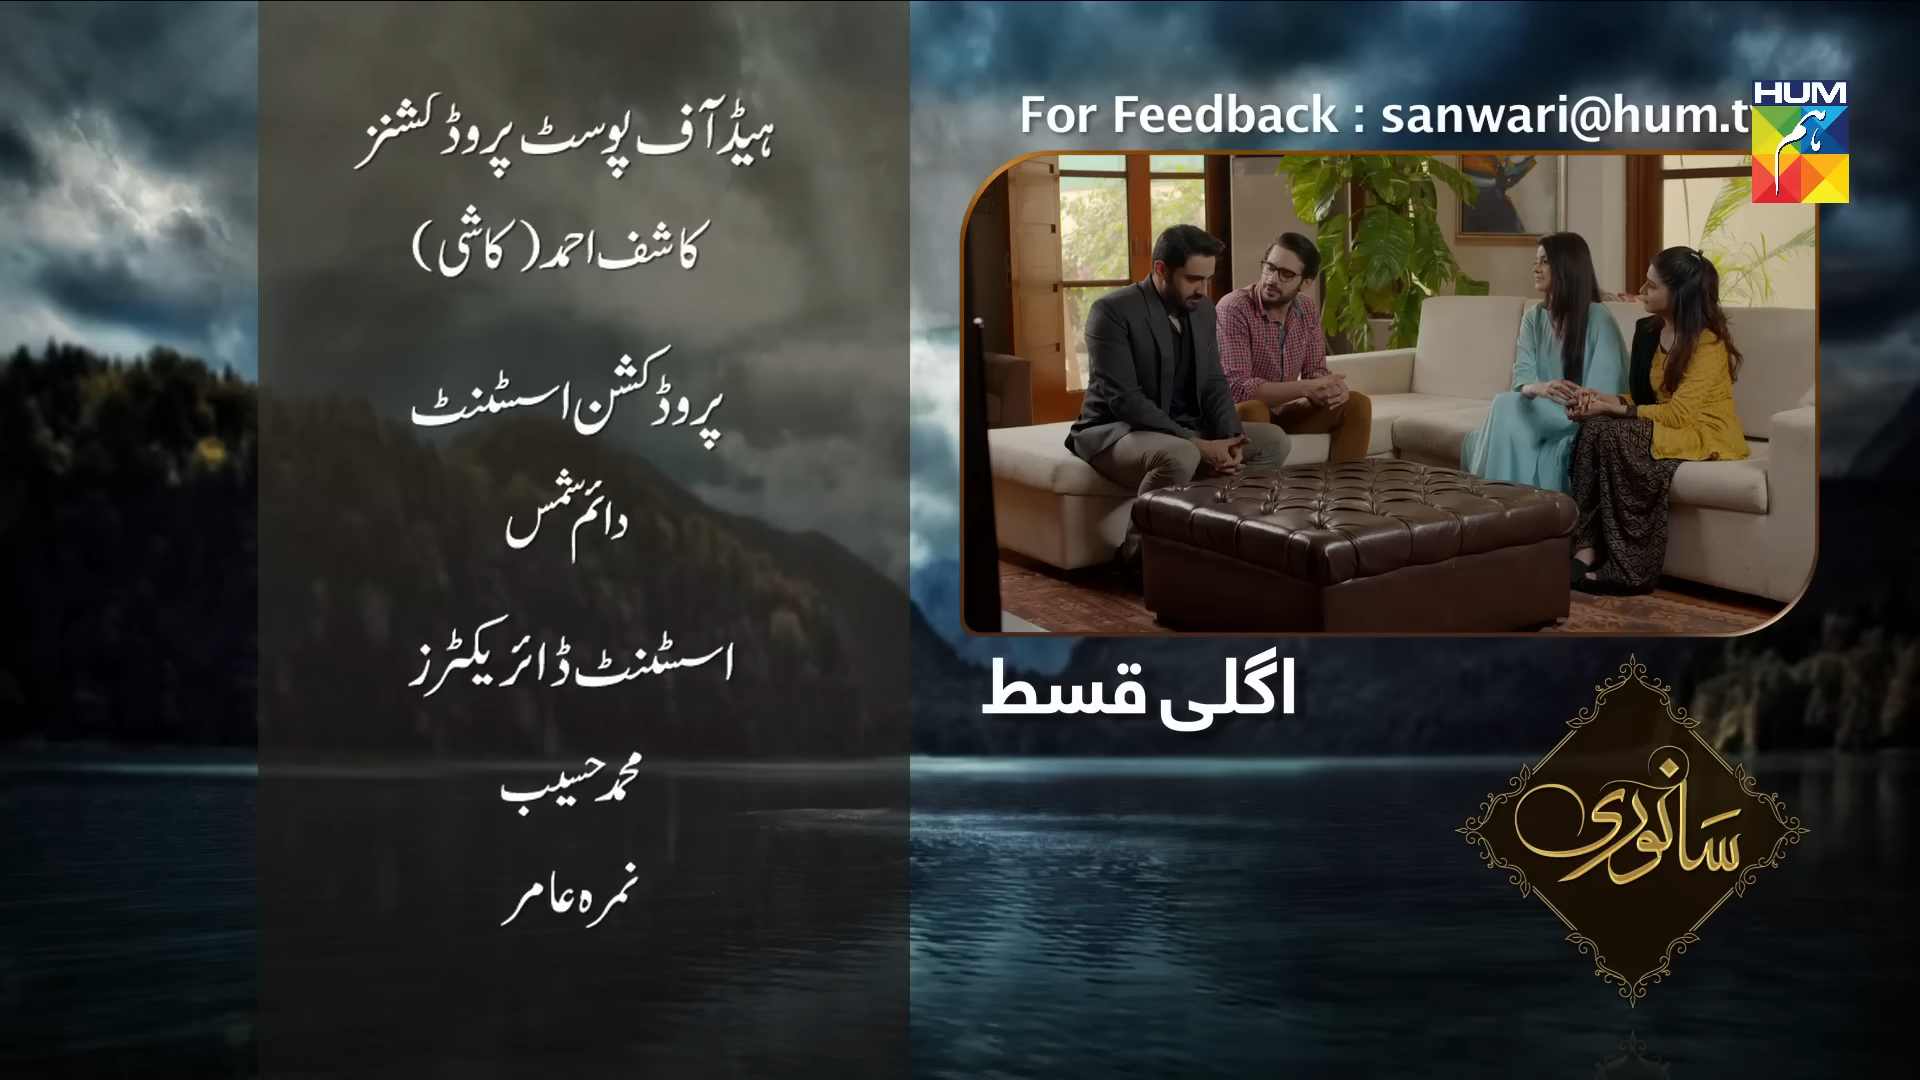 ہیڈ آف پوسٹ پروڈکشنز
کاشف احمد (کاشی)
پروڈکشن اسسٹنٹ
دائم شمس
اسسٹنٹ ڈائریکٹرز
محمد حسیب
نمرہ عامر
For Feedback : sanwari@hum.t
HUM
ہم
اگلی قسط
سانوری